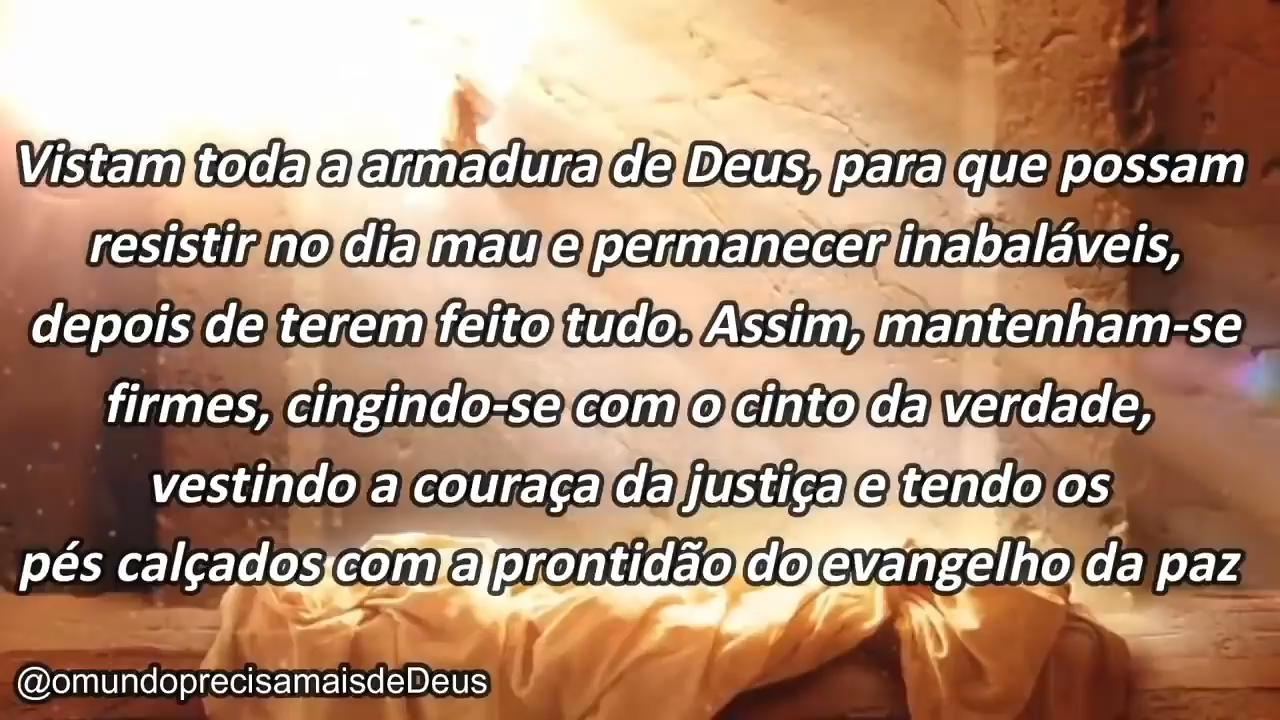 Vistam toda a armadura de Deus, para que possam
resistir no dia mau e permanecer inabaláveis,
depois de terem feito tudo. Assim, mantenham-se
firmes, cingindo-se com o cinto da verdade,
vestindo a couraça da justiça e tendo os
pés calçados com a prontidão do evangelho da paz
@omundoprecisamaisdeDeus